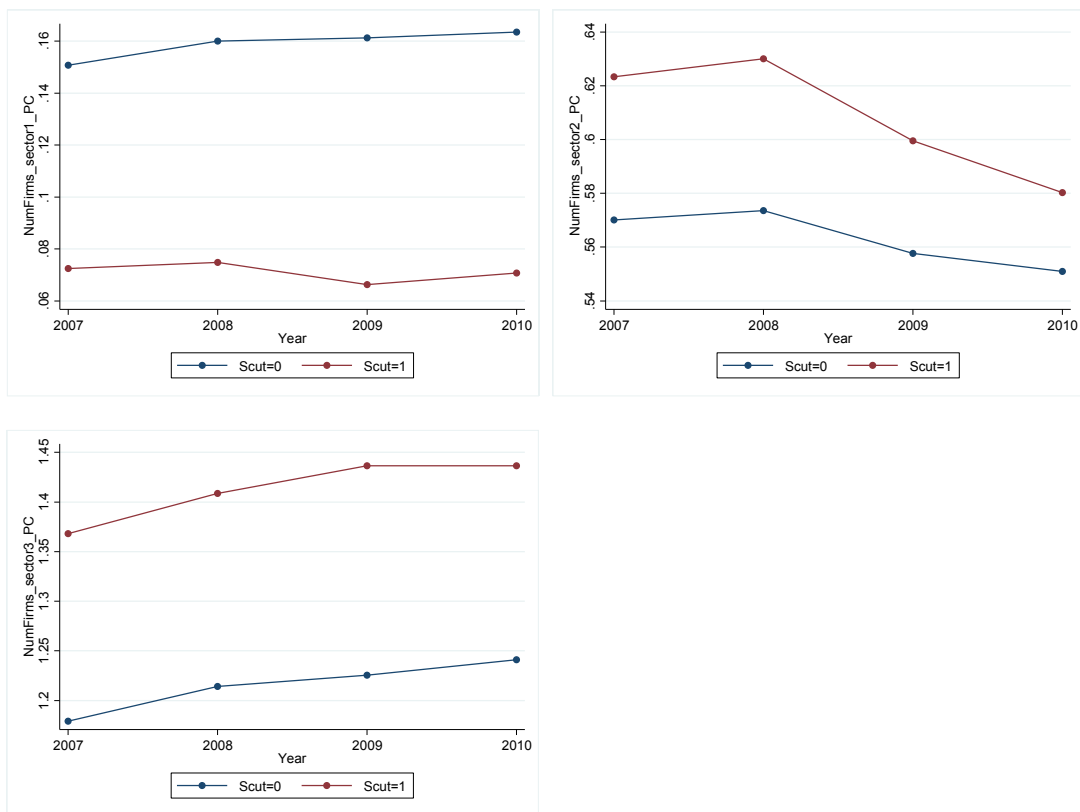 NumFirms_sector1_PC
.16
.14
.12
.1
.08
.06
2007 2008 2009 2010
Year
Scut=0 Scut=1
NumFirms_sector2_PC
.64
.62
.6
.58
.56
.54
2007 2008 2009 2010
Year
Scut=0 Scut=1
NumFirms_sector3_PC
1.45
1.4
1.35
1.3
1.25
1.2
2007 2008 2009 2010
Year
Scut=0 Scut=1